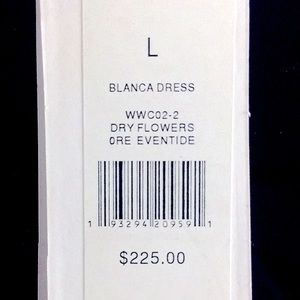 L
BLANCA DRESS
WWC02-2
DRY FLOWERS
0RE EVENTIDE
1 93294 20959 1
$225.00